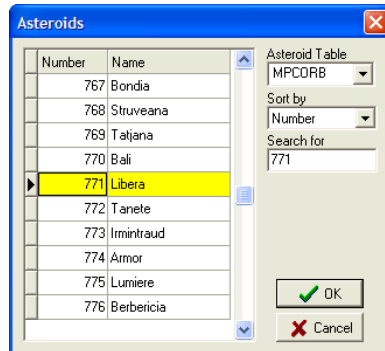 Asteroids
Number Name
767 Bondia
768 Struveana
769 Tatjana
770 Bali
771 Libera
772 Tanete
773 Irmintraud
774 Armor
775 Lumiere
776 Berbericia
Asteroid Table
MPCORB
Sort by
Number
Search for
771
OK
Cancel